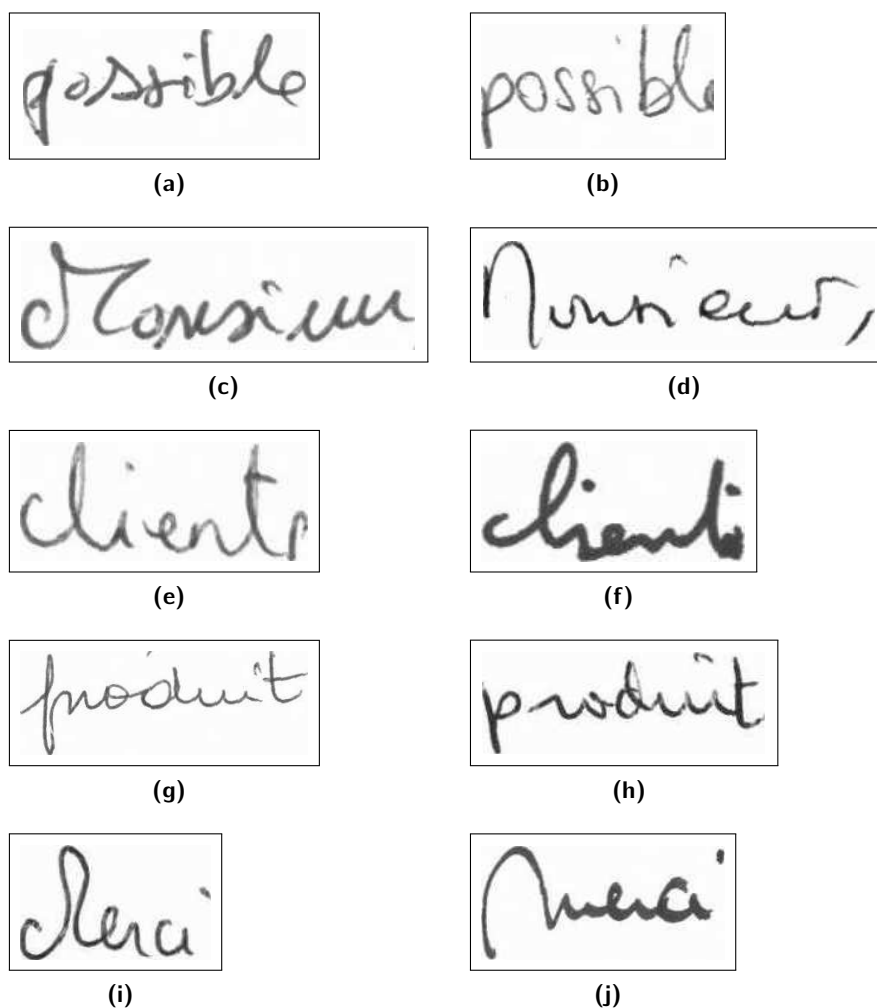 possible possible
(a) (b)
Monsieur Monsieur,
(c) (d)
clients clients
(e) (f)
produit produit
(g) (h)
Merci merci
(i) (j)